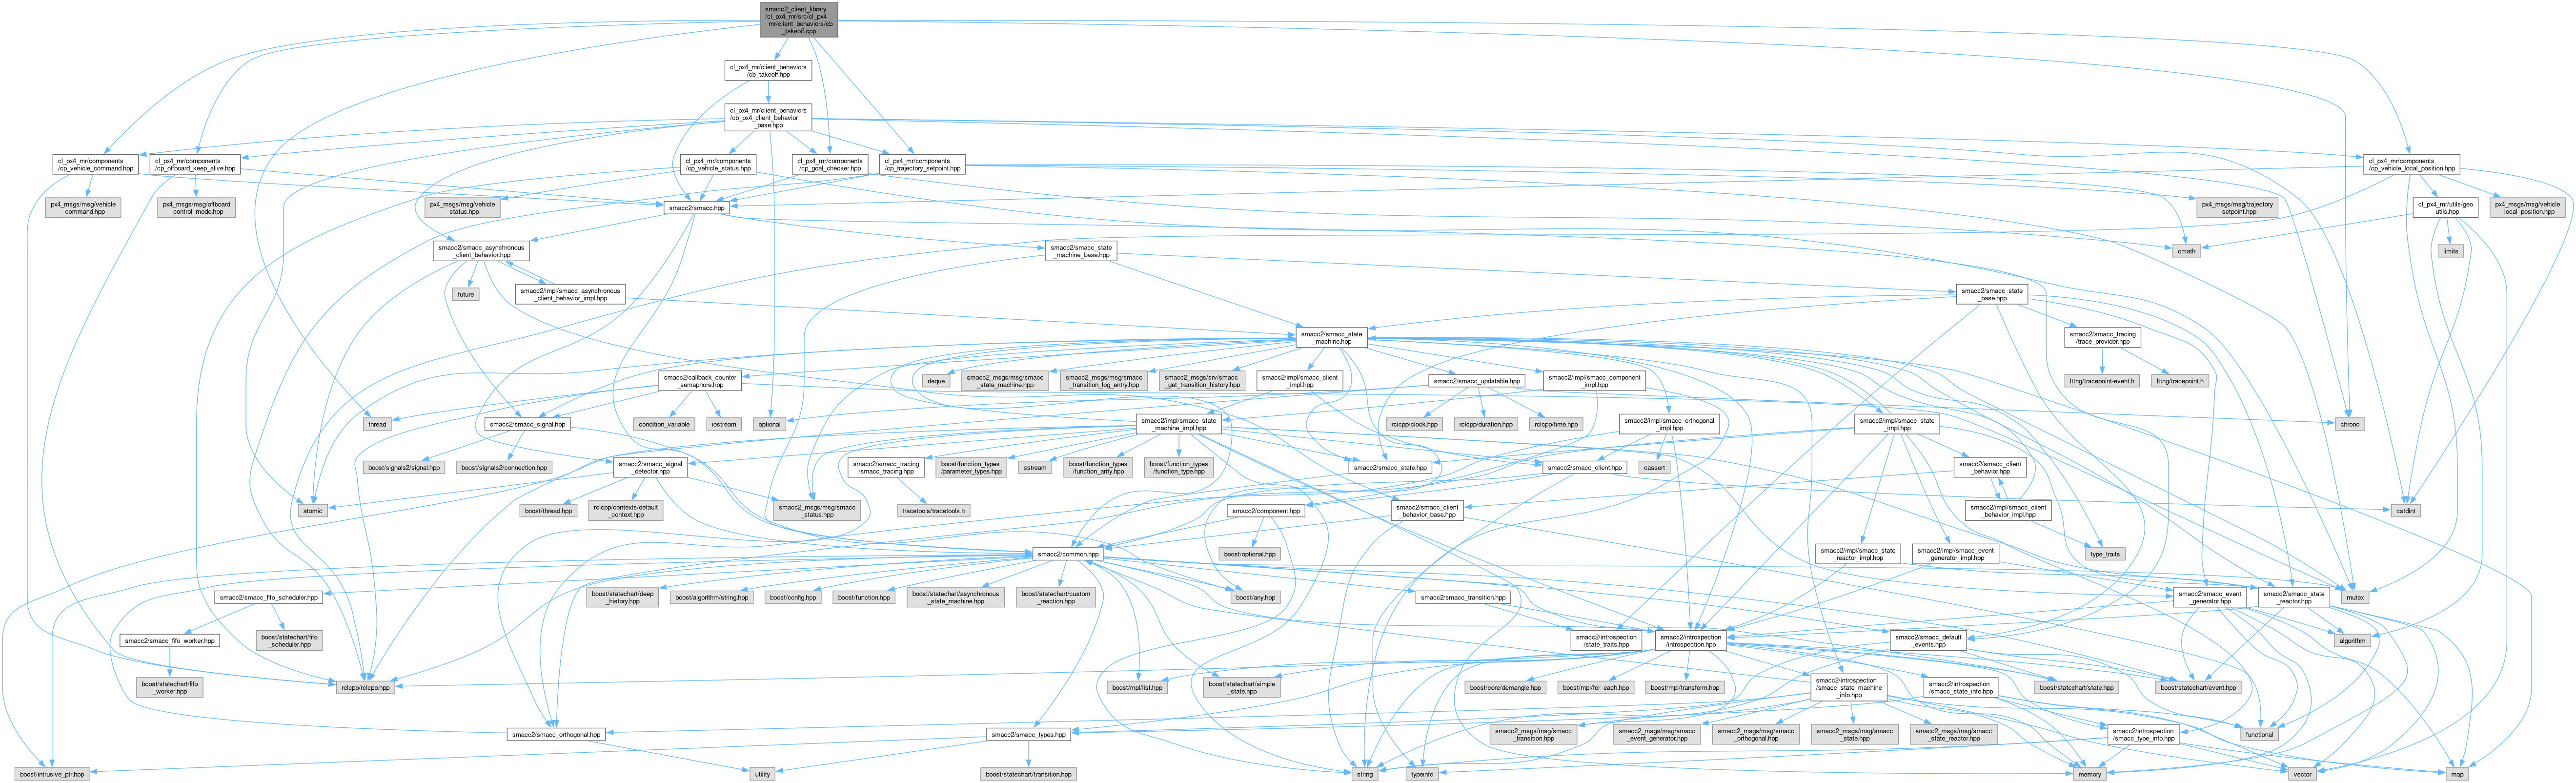 smacc2_client_library
/cl_px4_mr/src/cl_px4
_mr/client_behaviors/cb
_takeoff.cpp
cl_px4_mr/client_behaviors
/cb_takeoff.hpp
cl_px4_mr/client_behaviors
/cb_px4_client_behavior
_base.hpp
cl_px4_mr/components
/cp_vehicle_command.hpp
cl_px4_mr/components
/cp_offboard_keep_alive.hpp
cl_px4_mr/components
/cp_vehicle_status.hpp
cl_px4_mr/components
/cp_goal_checker.hpp
cl_px4_mr/components
/cp_trajectory_setpoint.hpp
cl_px4_mr/components
/cp_vehicle_local_position.hpp
px4_msgs/msg/vehicle
_command.hpp
px4_msgs/msg/offboard
_control_mode.hpp
px4_msgs/msg/vehicle
_status.hpp
smacc2/smacc.hpp
px4_msgs/msg/trajectory
_setpoint.hpp
cl_px4_mr/utils/geo
_utils.hpp
px4_msgs/msg/vehicle
_local_position.hpp
smacc2/smacc_asynchronous
_client_behavior.hpp
smacc2/smacc_state
_machine_base.hpp
cmath
limits
future
smacc2/impl/smacc_asynchronous
_client_behavior_impl.hpp
smacc2/smacc_state
_base.hpp
smacc2/smacc_state
_machine.hpp
smacc2/smacc_tracing
/trace_provider.hpp
smacc2/callback_counter
_semaphore.hpp
deque
smacc2_msgs/msg/smacc
_state_machine.hpp
smacc2_msgs/msg/smacc
_transition_log_entry.hpp
smacc2_msgs/srv/smacc
_get_transition_history.hpp
smacc2/impl/smacc_client
_impl.hpp
smacc2/smacc_updatable.hpp
smacc2/impl/smacc_component
_impl.hpp
lttng/tracepoint-event.h
lttng/tracepoint.h
thread
smacc2/smacc_signal.hpp
condition_variable
iostream
optional
smacc2/impl/smacc_state
_machine_impl.hpp
rclcpp/clock.hpp
rclcpp/duration.hpp
rclcpp/time.hpp
smacc2/impl/smacc_orthogonal
_impl.hpp
smacc2/impl/smacc_state
_impl.hpp
chrono
boost/signals2/signal.hpp
boost/signals2/connection.hpp
smacc2/smacc_signal
_detector.hpp
smacc2/smacc_tracing
/smacc_tracing.hpp
boost/function_types
/parameter_types.hpp
sstream
boost/function_types
/function_arity.hpp
boost/function_types
/function_type.hpp
smacc2/smacc_state.hpp
smacc2/smacc_client.hpp
cassert
smacc2/smacc_client
_behavior.hpp
atomic
boost/thread.hpp
rclcpp/contexts/default
_context.hpp
smacc2_msgs/msg/smacc
_status.hpp
tracetools/tracetools.h
smacc2/smacc_client
_behavior_base.hpp
smacc2/component.hpp
smacc2/impl/smacc_client
_behavior_impl.hpp
cstdint
smacc2/common.hpp
boost/optional.hpp
smacc2/impl/smacc_state
_reactor_impl.hpp
smacc2/impl/smacc_event
_generator_impl.hpp
type_traits
smacc2/smacc_fifo_scheduler.hpp
boost/statechart/deep
_history.hpp
boost/algorithm/string.hpp
boost/config.hpp
boost/function.hpp
boost/statechart/asynchronous
_state_machine.hpp
boost/statechart/custom
_reaction.hpp
boost/any.hpp
smacc2/smacc_transition.hpp
smacc2/smacc_event
_generator.hpp
smacc2/smacc_state
_reactor.hpp
mutex
smacc2/smacc_fifo_worker.hpp
boost/statechart/fifo
_scheduler.hpp
smacc2/introspection
/state_traits.hpp
smacc2/introspection
/introspection.hpp
smacc2/smacc_default
_events.hpp
algorithm
boost/statechart/fifo
_worker.hpp
rclcpp/rclcpp.hpp
boost/mpl/list.hpp
boost/statechart/simple
_state.hpp
boost/core/demangle.hpp
boost/mpl/for_each.hpp
boost/mpl/transform.hpp
smacc2/introspection
/smacc_state_machine
_info.hpp
smacc2/introspection
/smacc_state_info.hpp
boost/statechart/state.hpp
boost/statechart/event.hpp
smacc2/smacc_orthogonal.hpp
smacc2/smacc_types.hpp
smacc2_msgs/msg/smacc
_transition.hpp
smacc2_msgs/msg/smacc
_event_generator.hpp
smacc2_msgs/msg/smacc
_orthogonal.hpp
smacc2_msgs/msg/smacc
_state.hpp
smacc2_msgs/msg/smacc
_state_reactor.hpp
smacc2/introspection
/smacc_type_info.hpp
functional
boost/intrusive_ptr.hpp
utility
boost/statechart/transition.hpp
string
typeinfo
memory
vector
map